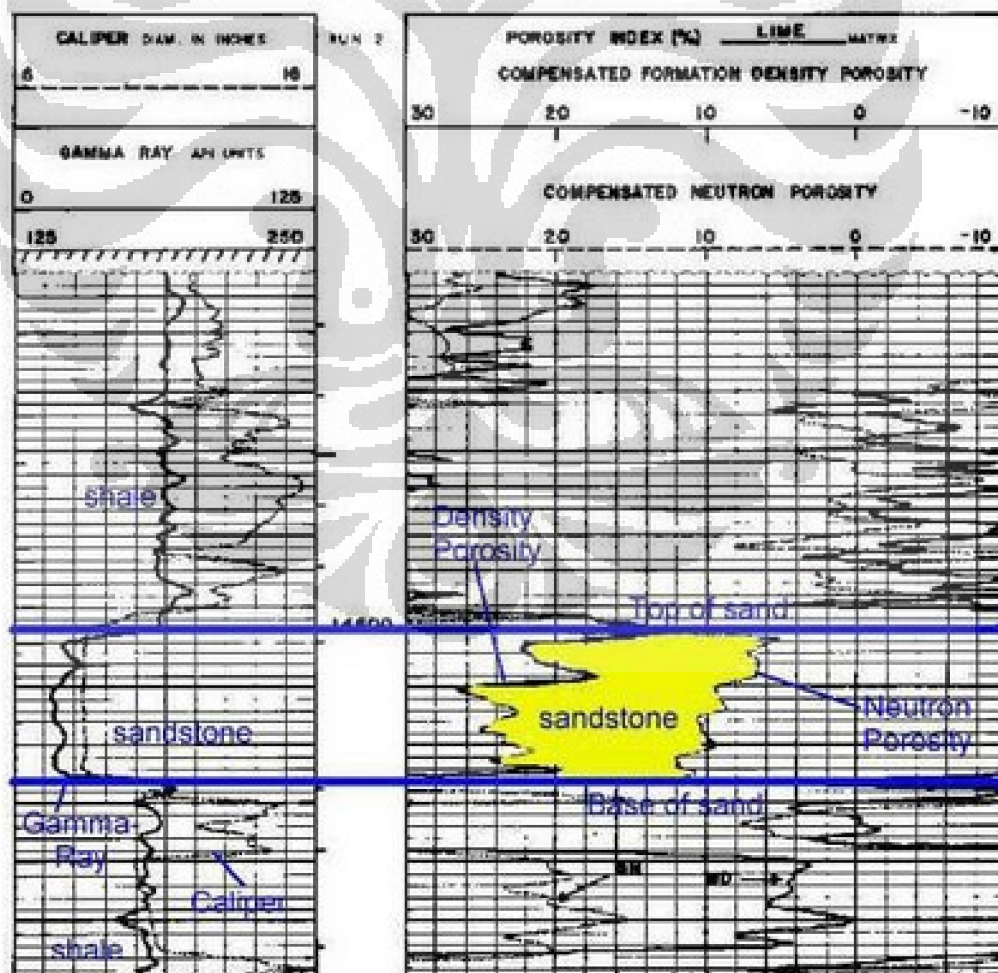 CALIPER DIAM. IN INCHES
6 16
GAMMA RAY API UNITS
0 125
125 250
RUN 2
POROSITY INDEX (%) LIME MATRIX
COMPENSATED FORMATION DENSITY POROSITY
30 20 10 0 -10
COMPENSATED NEUTRON POROSITY
30 20 10 0 -10
shale
Density
Porosity
Top of sand
sandstone
sandstone
Neutron
Porosity
Base of sand
Gamma-
Ray
Caliper
shale